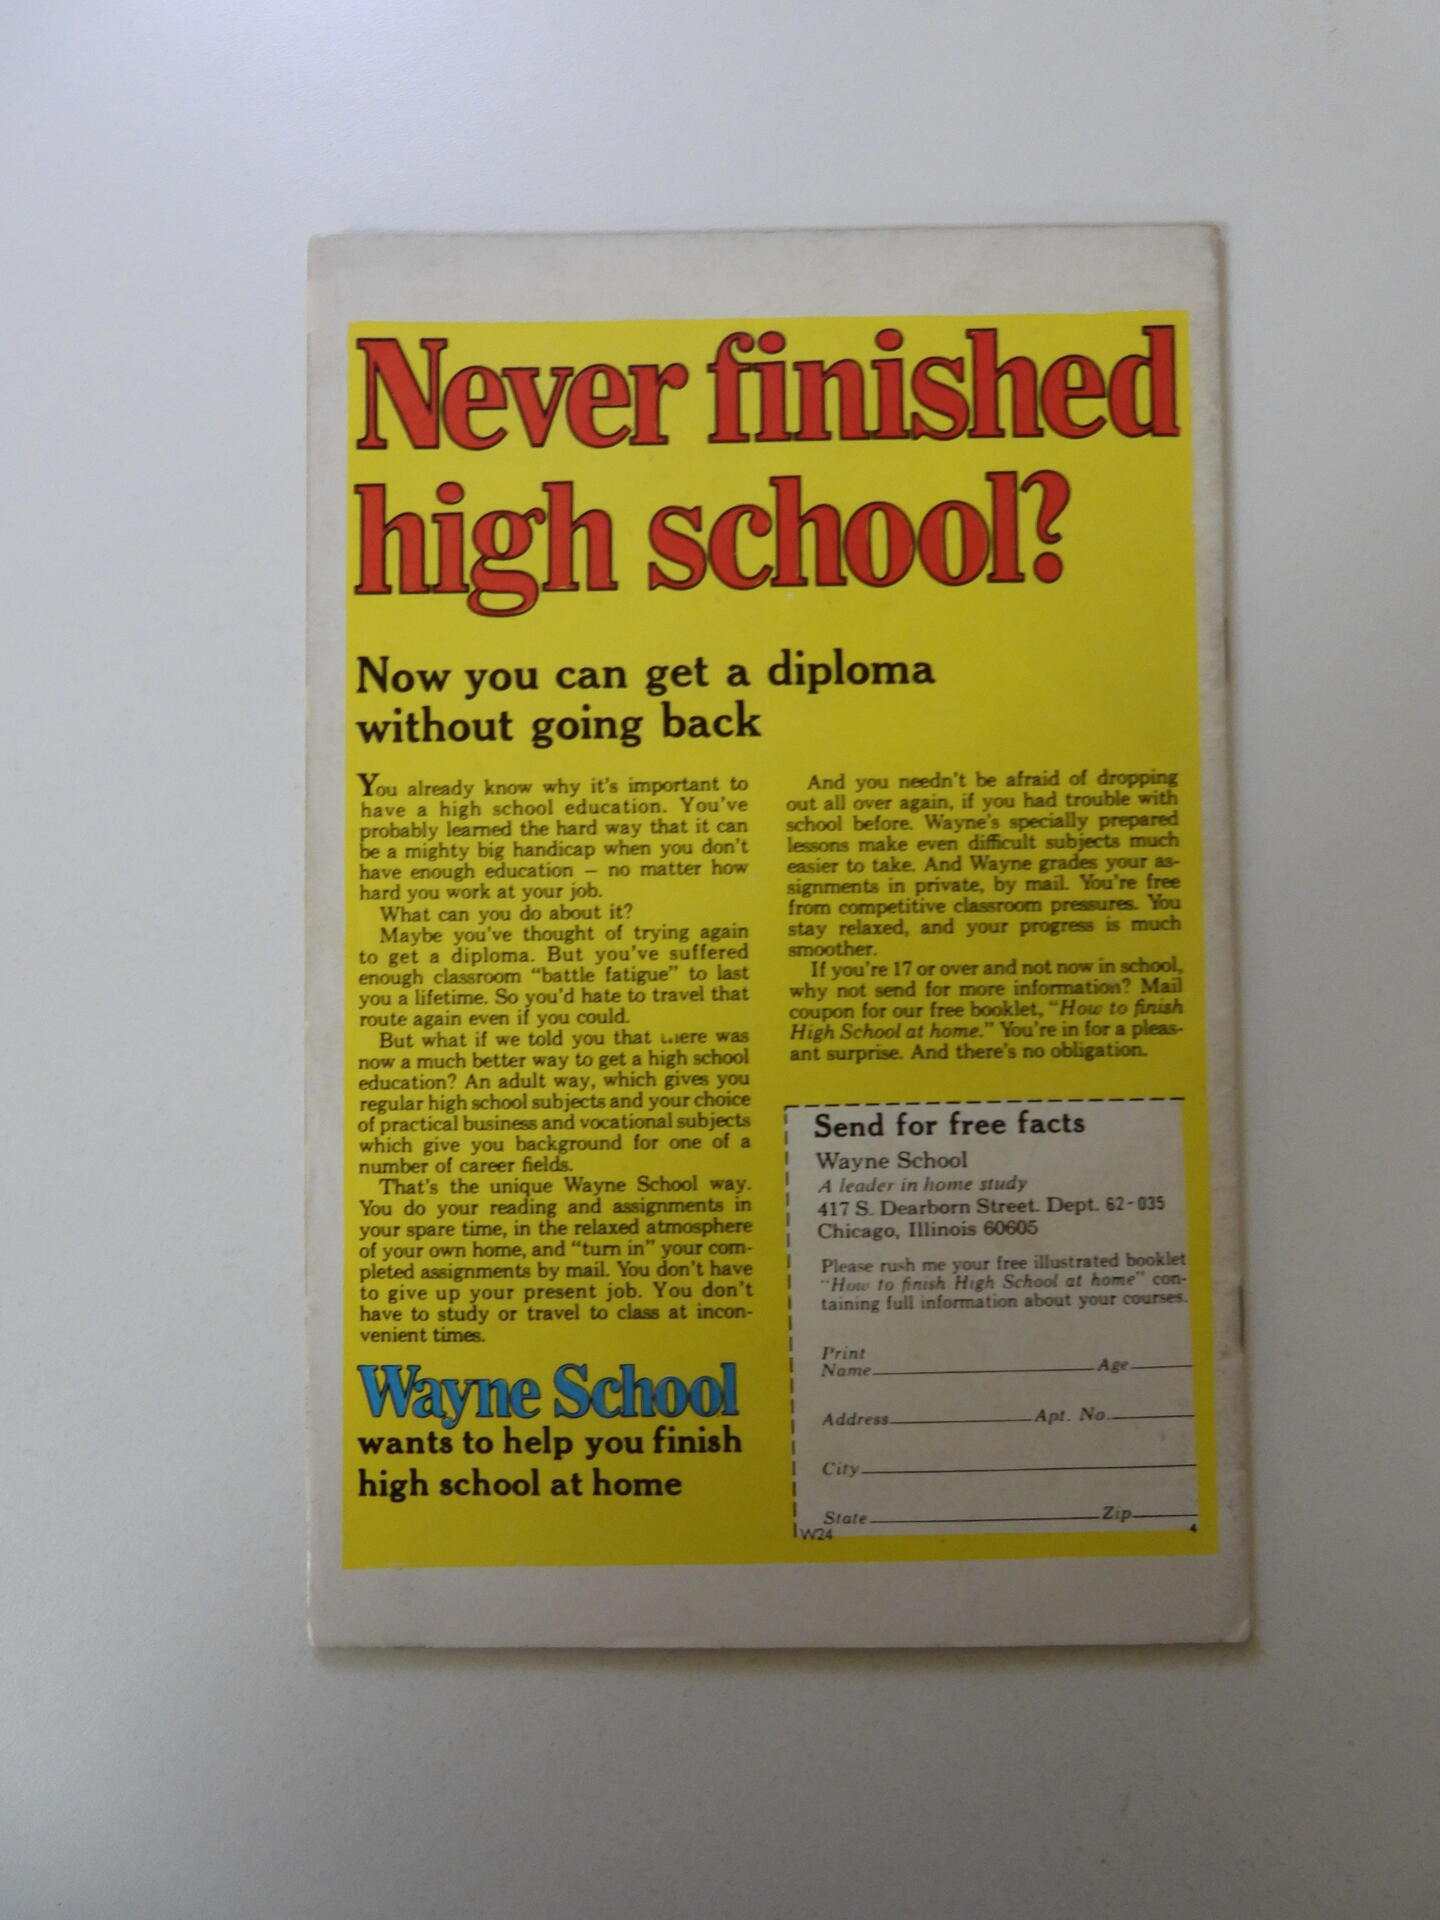 Never finished
high school?
Now you can get a diploma
without going back
You already know why it's important to
have a high school education. You've
probably learned the hard way that it can
be a mighty big handicap when you don't
have enough education – no matter how
hard you work at your job.
What can you do about it?
Maybe you've thought of trying again
to get a diploma. But you've suffered
enough classroom "battle fatigue" to last
you a lifetime. So you'd hate to travel that
route again even if you could.
But what if we told you that there was
now a much better way to get a high school
education? An adult way, which gives you
regular high school subjects and your choice
of practical business and vocational subjects
which give you background for one of a
number of career fields.
That's the unique Wayne School way.
You do your reading and assignments in
your spare time, in the relaxed atmosphere
of your own home, and "turn in" your com-
pleted assignments by mail. You don't have
to give up your present job. You don't
have to study or travel to class at incon-
venient times.
Wayne School
wants to help you finish
high school at home
And you needn't be afraid of dropping
out all over again, if you had trouble with
school before. Wayne's specially prepared
lessons make even difficult subjects much
easier to take. And Wayne grades your as-
signments in private, by mail. You're free
from competitive classroom pressures. You
stay relaxed, and your progress is much
smoother.
If you're 17 or over and not now in school,
why not send for more information? Mail
coupon for our free booklet, "How to finish
High School at home." You're in for a pleas-
ant surprise. And there's no obligation.
Send for free facts
Wayne School
A leader in home study
417 S. Dearborn Street. Dept. 62-035
Chicago, Illinois 60605
Please rush me your free illustrated booklet
"How to finish High School at home" con-
taining full information about your courses.
Print
Name Age
Address Apt. No.
City
State Zip
W24 4